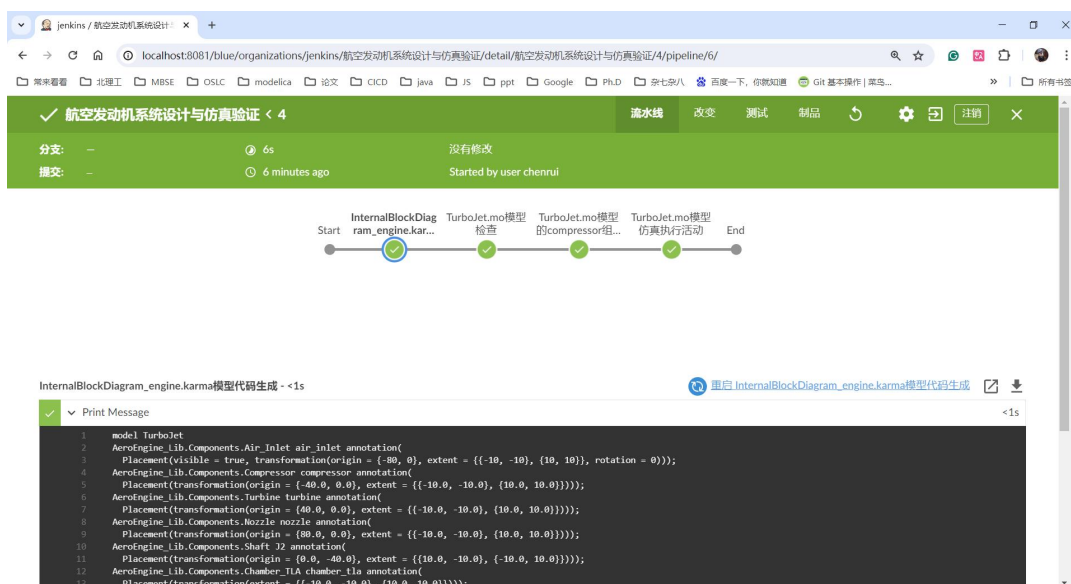 jenkins / 航空发动机系统设计
localhost:8081/blue/organizations/jenkins/航空发动机系统设计与仿真验证/detail/航空发动机系统设计与仿真验证/4/pipeline/6/
常来看看 北理工 MBSE OSLC modelica 论文 CICD java JS ppt Google Ph.D 杂七杂八 百度一下，你就知道 Git 基本操作 | 菜鸟... » 所有书签
航空发动机系统设计与仿真验证 < 4 流水线 改变 测试 制品 注销
分支: – 6s 没有修改
提交: – 6 minutes ago Started by user chenrui
InternalBlockDiag TurboJet.mo模型 TurboJet.mo模型 TurboJet.mo模型
Start ram_engine.kar... 检查 的compressor组... 仿真执行活动 End
InternalBlockDiagram_engine.karma模型代码生成 - <1s 重启 InternalBlockDiagram_engine.karma模型代码生成
Print Message <1s
1 model TurboJet
2 AeroEngine_Lib.Components.Air_Inlet air_inlet annotation(
3 Placement(visible = true, transformation(origin = {-80, 0}, extent = {{-10, -10}, {10, 10}}, rotation = 0)));
4 AeroEngine_Lib.Components.Compressor compressor annotation(
5 Placement(transformation(origin = {-40.0, 0.0}, extent = {{-10.0, -10.0}, {10.0, 10.0}})));
6 AeroEngine_Lib.Components.Turbine turbine annotation(
7 Placement(transformation(origin = {40.0, 0.0}, extent = {{-10.0, -10.0}, {10.0, 10.0}})));
8 AeroEngine_Lib.Components.Nozzle nozzle annotation(
9 Placement(transformation(origin = {80.0, 0.0}, extent = {{-10.0, -10.0}, {10.0, 10.0}})));
10 AeroEngine_Lib.Components.Shaft J2 annotation(
11 Placement(transformation(origin = {0.0, -40.0}, extent = {{10.0, -10.0}, {-10.0, 10.0}})));
12 AeroEngine_Lib.Components.Chamber_TLA chamber_tla annotation(
13 Placement(transformation(extent = {{-10.0, -10.0}, {10.0, 10.0}})));